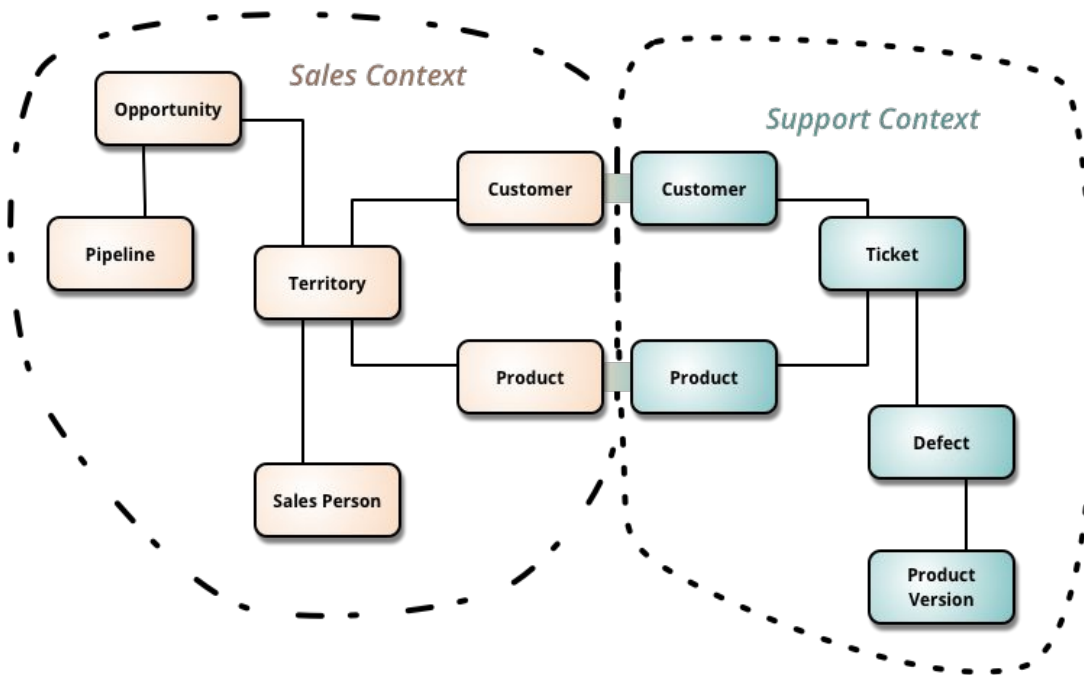 Sales Context
Opportunity
Pipeline
Territory
Customer
Product
Sales Person
Support Context
Customer
Product
Ticket
Defect
Product
Version